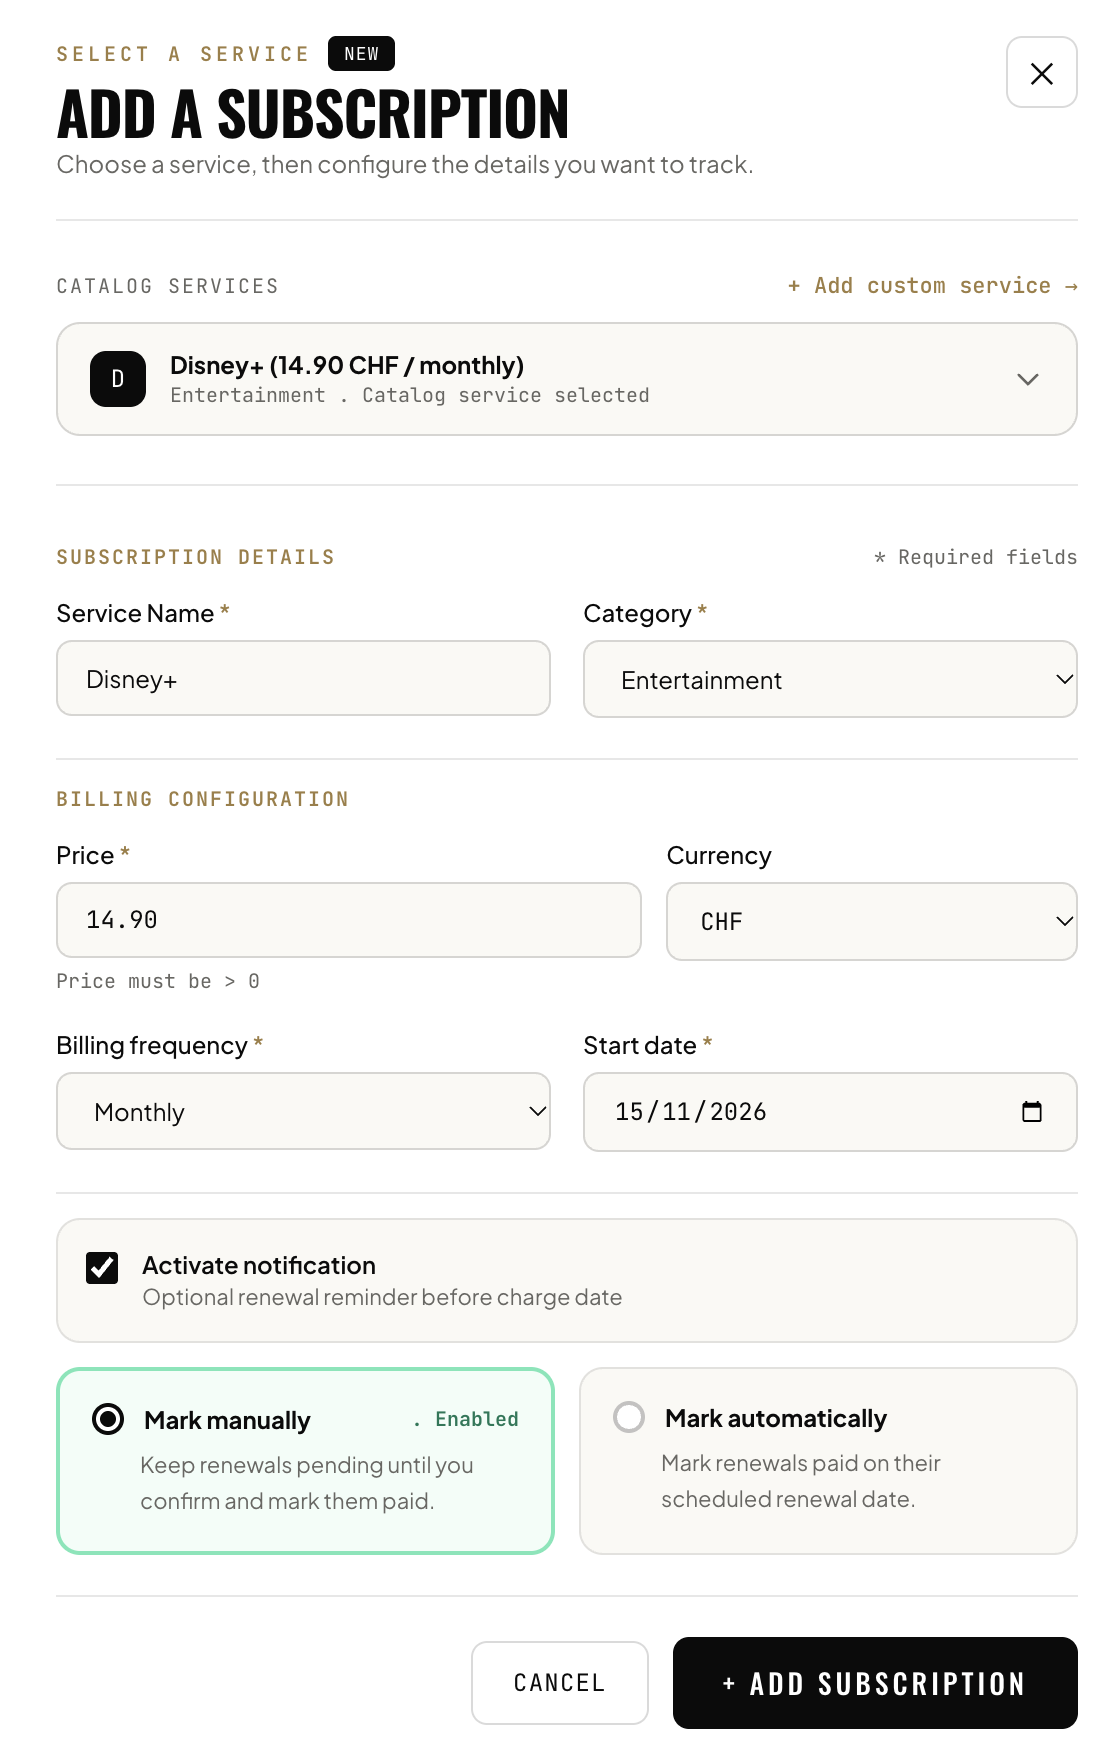 SELECT A SERVICE NEW
ADD A SUBSCRIPTION
Choose a service, then configure the details you want to track.
CATALOG SERVICES
+ Add custom service →
D
Disney+ (14.90 CHF / monthly)
Entertainment . Catalog service selected
SUBSCRIPTION DETAILS
* Required fields
Service Name *
Disney+
Category *
Entertainment
BILLING CONFIGURATION
Price *
14.90
Price must be > 0
Currency
CHF
Billing frequency *
Monthly
Start date *
15/11/2026
Activate notification
Optional renewal reminder before charge date
Mark manually . Enabled
Keep renewals pending until you
confirm and mark them paid.
Mark automatically
Mark renewals paid on their
scheduled renewal date.
CANCEL
+ ADD SUBSCRIPTION